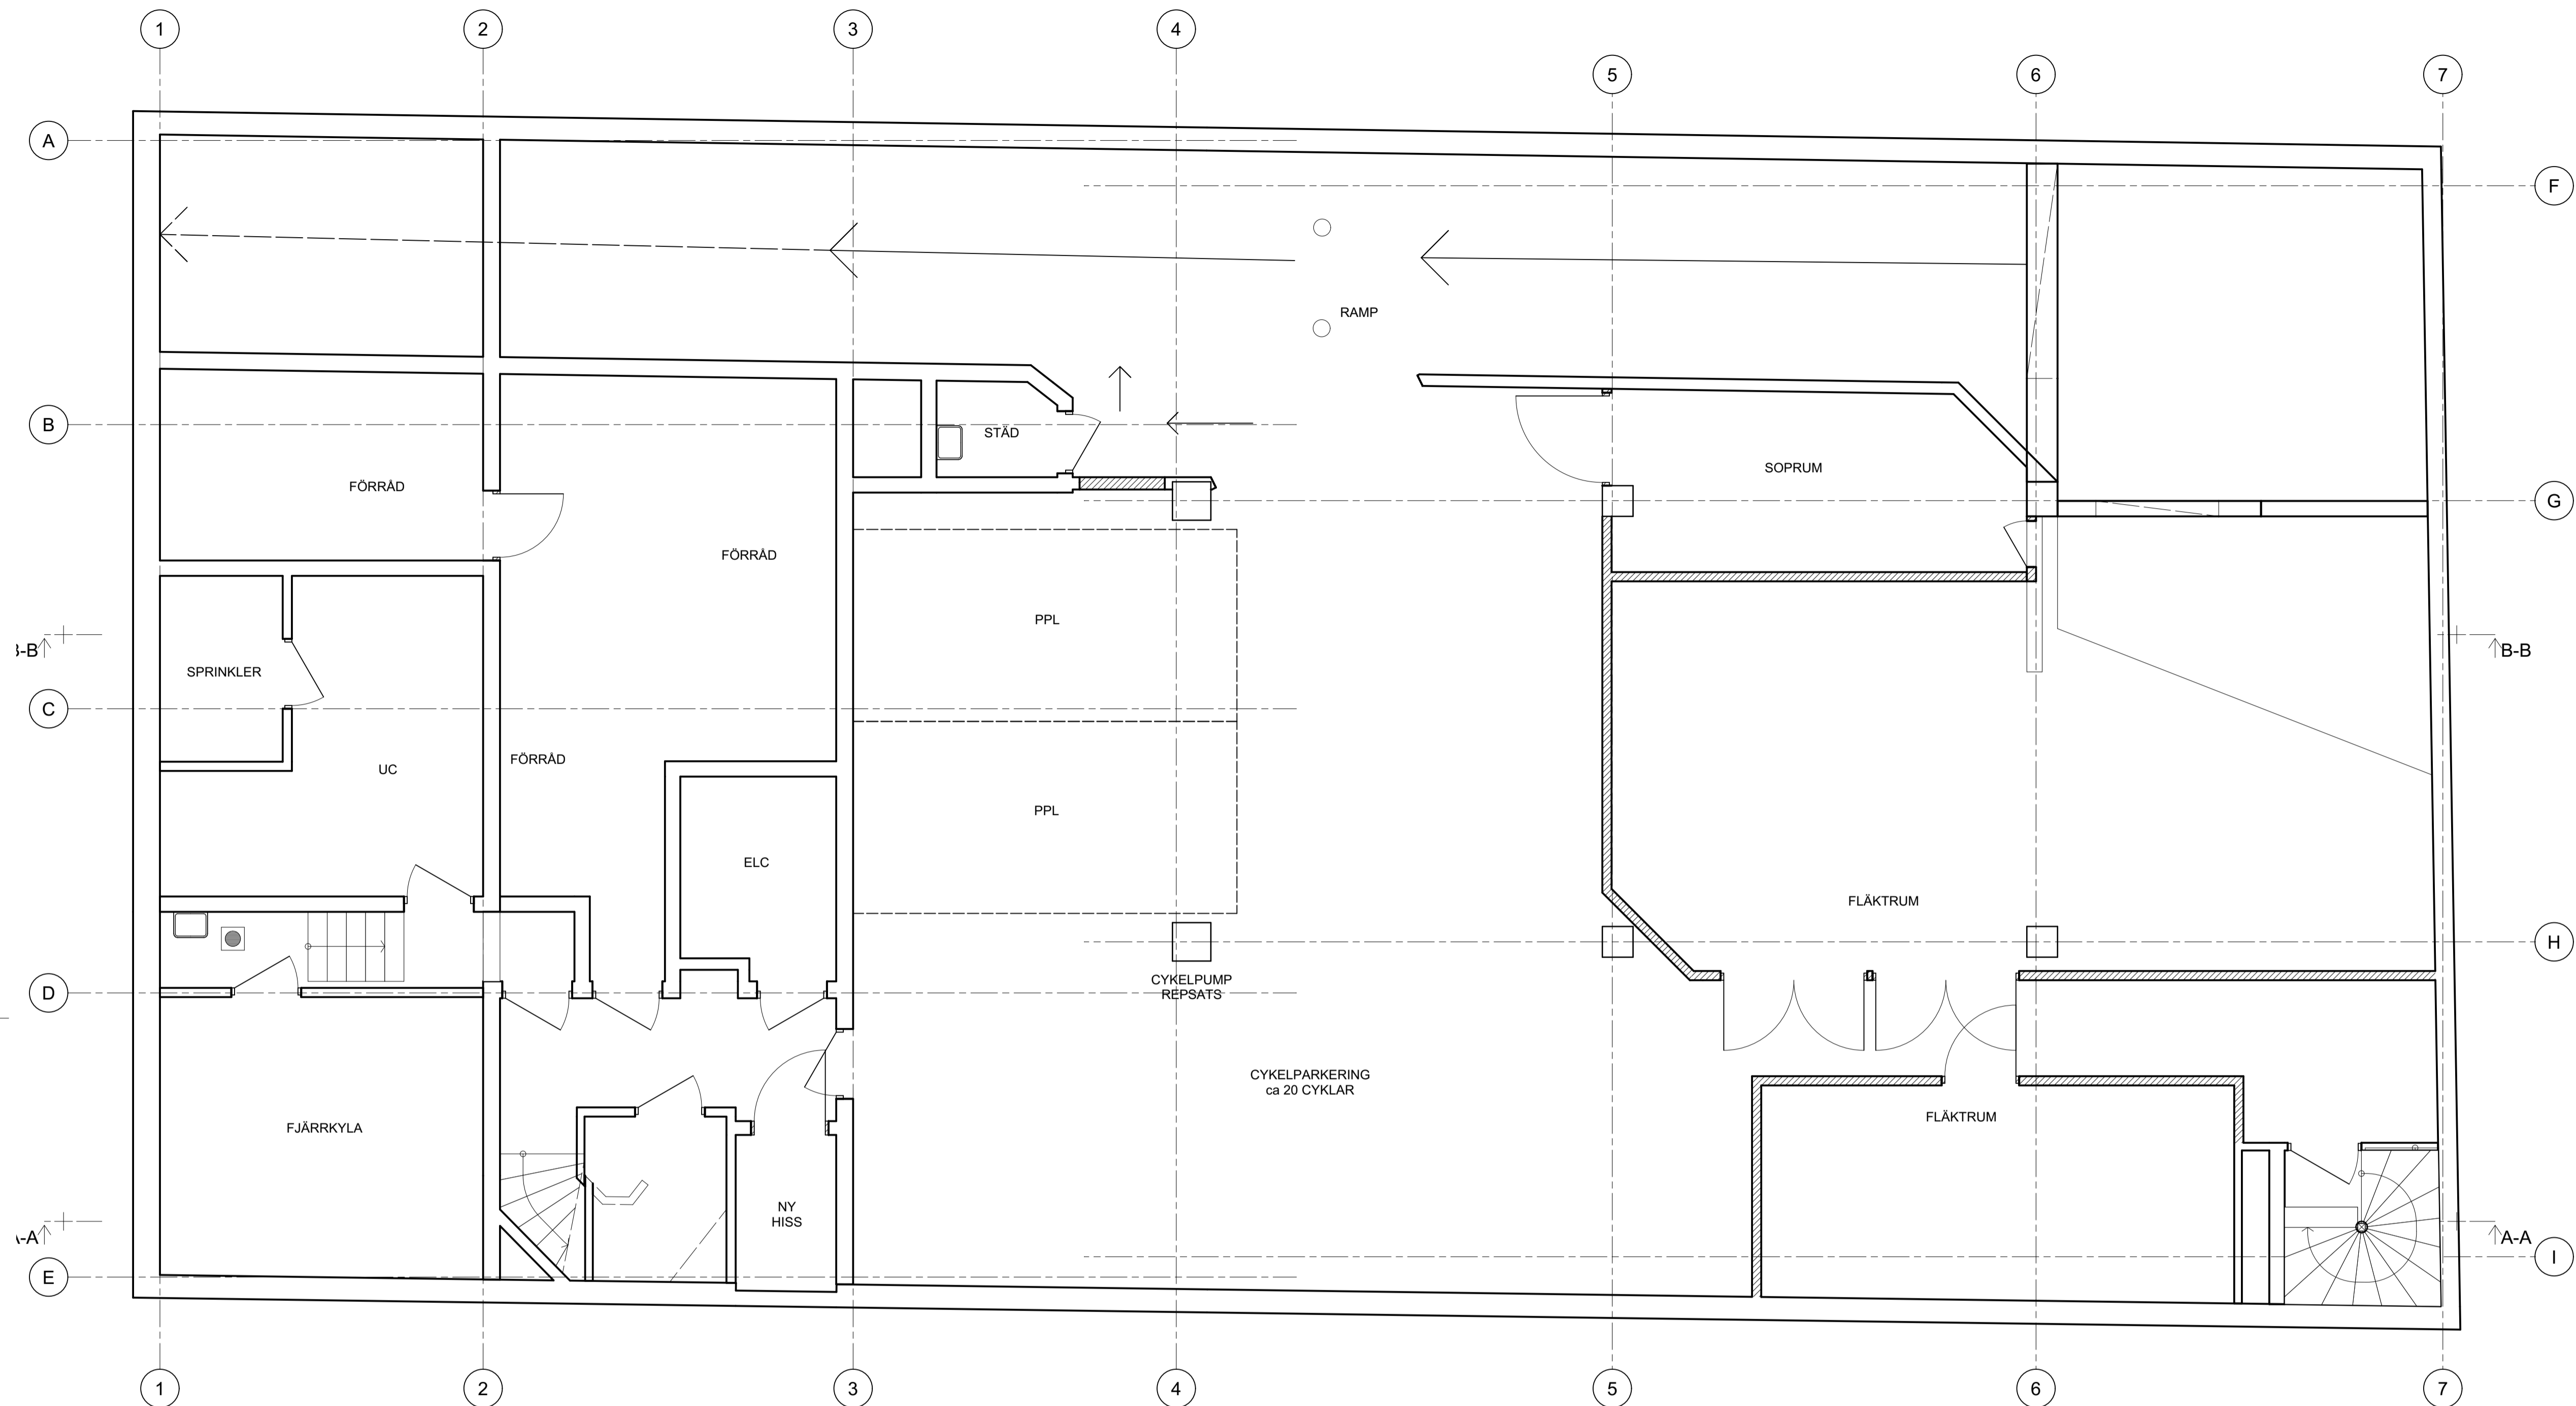 1
2
3
4
5
6
7
A
F
RAMP
B
STÄD
SOPRUM
FÖRRÅD
G
FÖRRÅD
PPL
B-B
SPRINKLER
C
FÖRRÅD
UC
PPL
ELC
FLÄKTRUM
H
CYKELPUMP
REPSATS
D
CYKELPARKERING
ca 20 CYKLAR
FLÄKTRUM
FJÄRRKYLA
NY
HISS
A-A
E
I
1
2
3
4
5
6
7